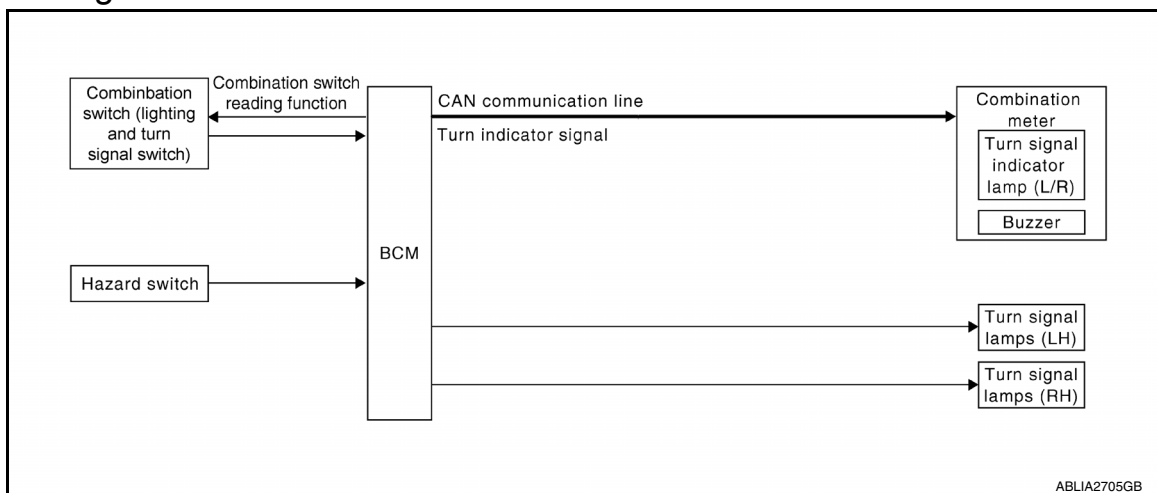 Combinbation
switch (lighting
and turn
signal switch)
Combination switch
reading function
CAN communication line
Turn indicator signal
Combination
meter
Turn signal
indicator
lamp (L/R)
Buzzer
BCM
Hazard switch
Turn signal
lamps (LH)
Turn signal
lamps (RH)
ABLIA2705GB